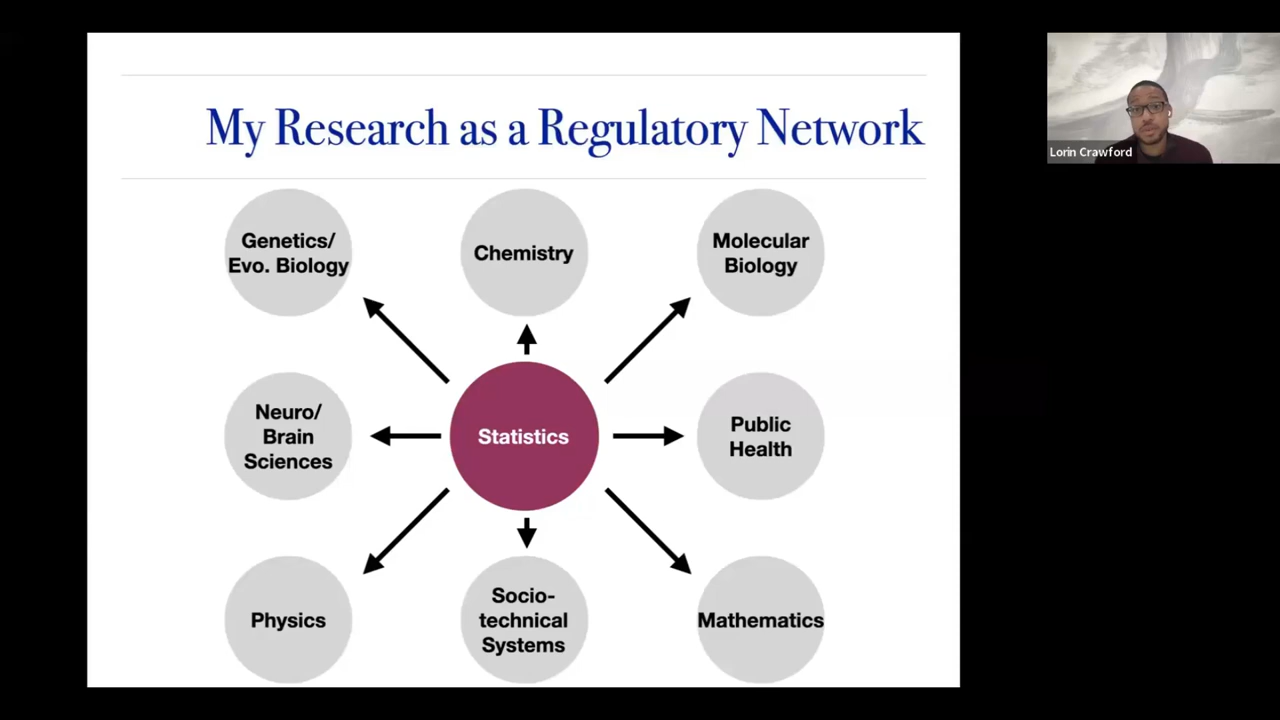 My Research as a Regulatory Network
Lorin Crawford
Genetics/
Evo. Biology
Chemistry
Molecular
Biology
Neuro/
Brain
Sciences
Statistics
Public
Health
Physics
Socio-
technical
Systems
Mathematics